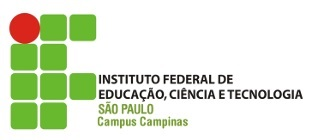 INSTITUTO FEDERAL DE
EDUCAÇÃO, CIÊNCIA E TECNOLOGIA
SÃO PAULO
Campus Campinas